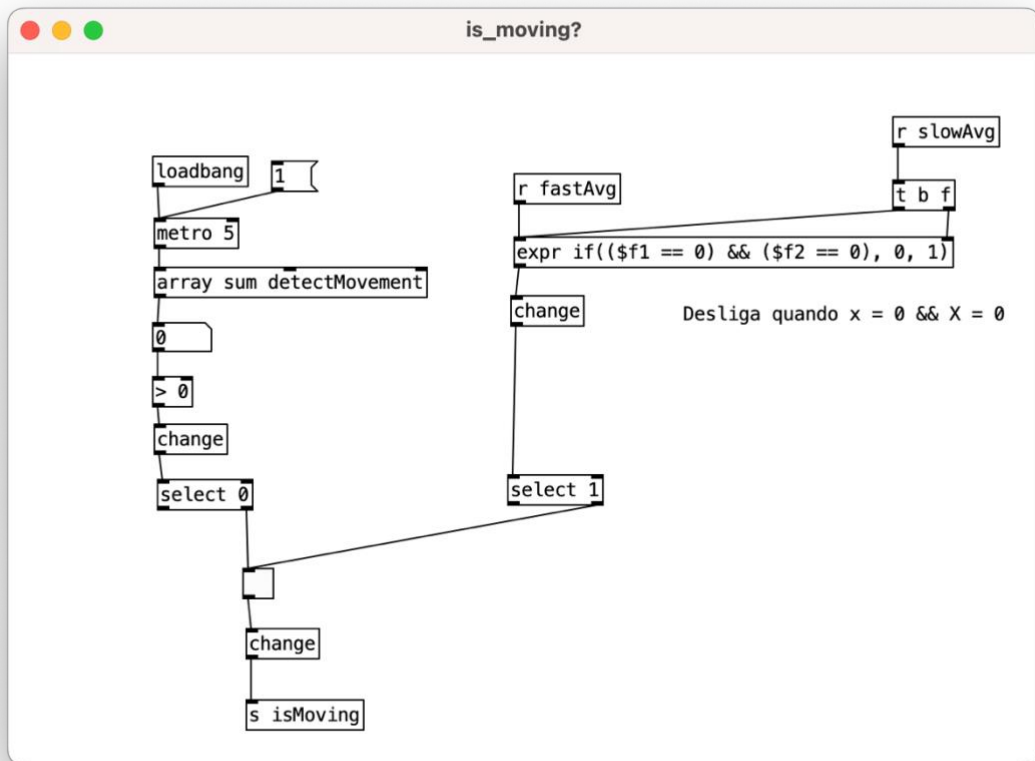 is_moving?
r slowAvg
loadbang
1
r fastAvg
t b f
metro 5
expr if(($f1 == 0) && ($f2 == 0), 0, 1)
array sum detectMovement
change
Desliga quando x = 0 && X = 0
0
> 0
change
select 0
select 1
change
s isMoving